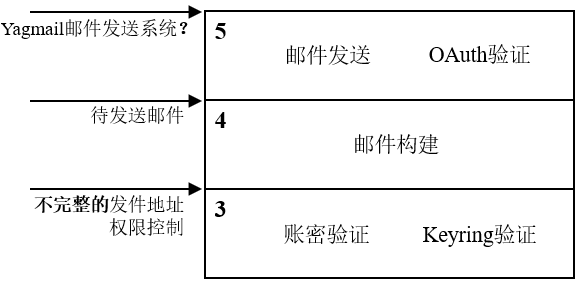 Yagmail邮件发送系统？
5
邮件发送 OAuth验证
待发送邮件
4
邮件构建
不完整的发件地址
权限控制
3
账密验证 Keyring验证